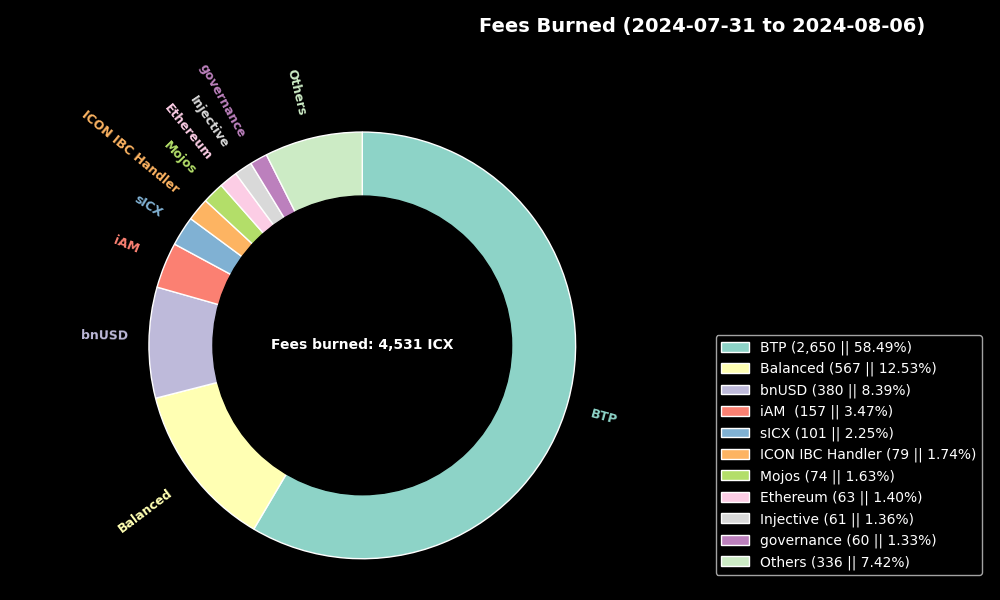 Fees Burned (2024-07-31 to 2024-08-06)
Others
governance
Injective
Ethereum
Mojos
ICON IBC Handler
sICX
iAM
bnUSD
Balanced
BTP
Fees burned: 4,531 ICX
BTP (2,650 || 58.49%)
Balanced (567 || 12.53%)
bnUSD (380 || 8.39%)
iAM  (157 || 3.47%)
sICX (101 || 2.25%)
ICON IBC Handler (79 || 1.74%)
Mojos (74 || 1.63%)
Ethereum (63 || 1.40%)
Injective (61 || 1.36%)
governance (60 || 1.33%)
Others (336 || 7.42%)